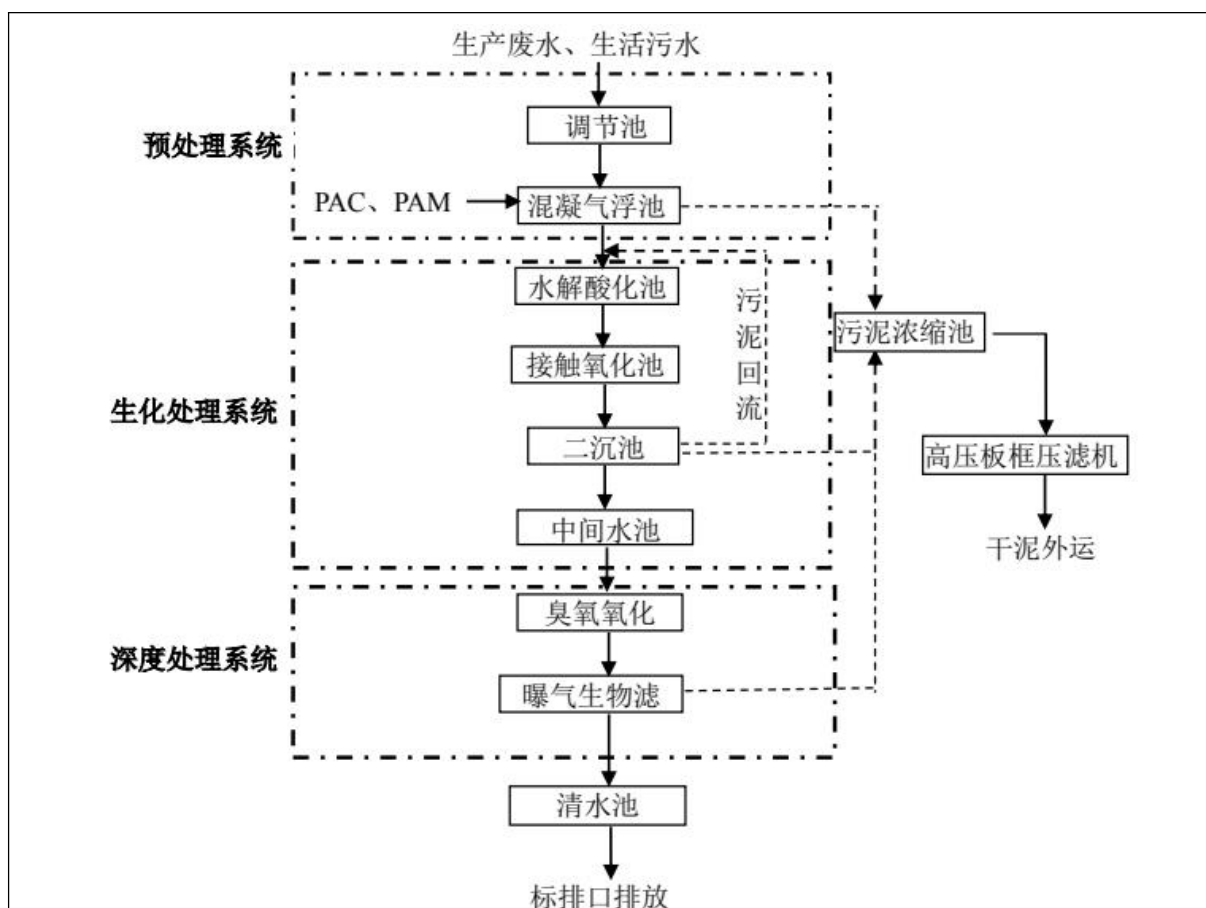 生产废水、生活污水
调节池
预处理系统
PAC、PAM
混凝气浮池
水解酸化池
污泥回流
污泥浓缩池
接触氧化池
生化处理系统
二沉池
高压板框压滤机
中间水池
干泥外运
臭氧氧化
深度处理系统
曝气生物滤
清水池
标排口排放